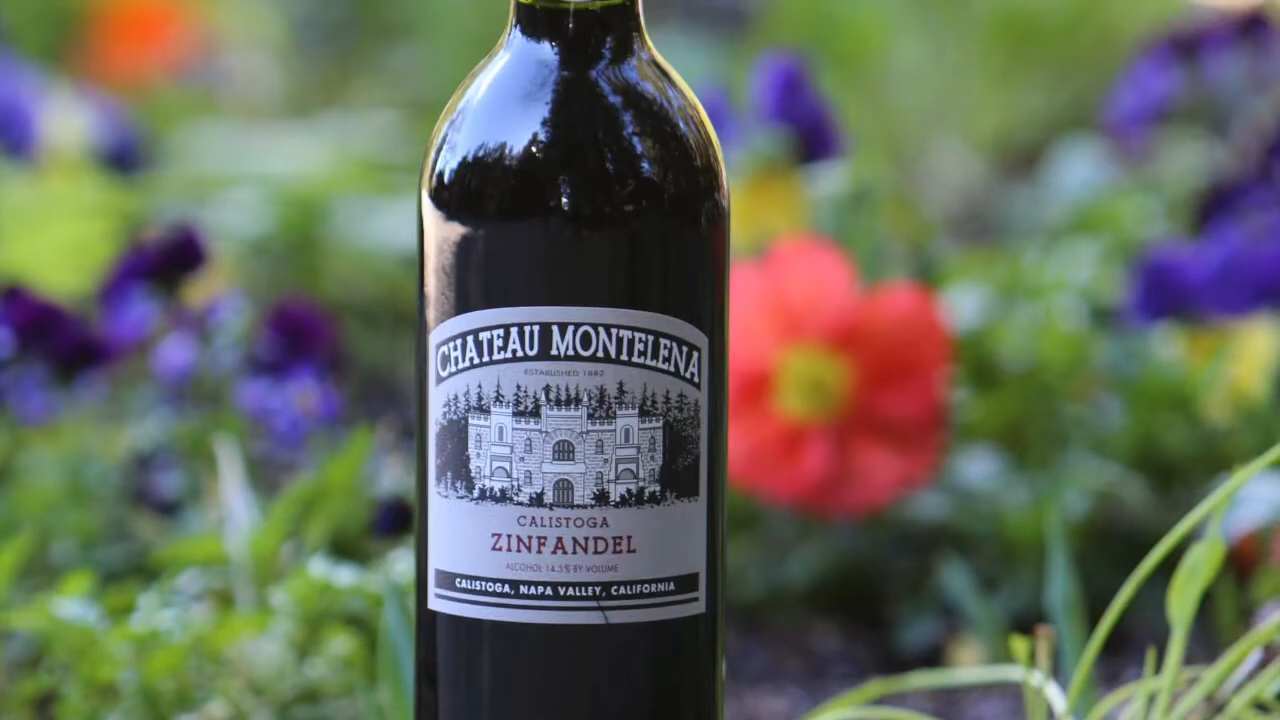 CHATEAU MONTELENA
ESTABLISHED 1882
CALISTOGA
ZINFANDEL
ALCOHOL 14.5% BY VOLUME
CALISTOGA, NAPA VALLEY, CALIFORNIA